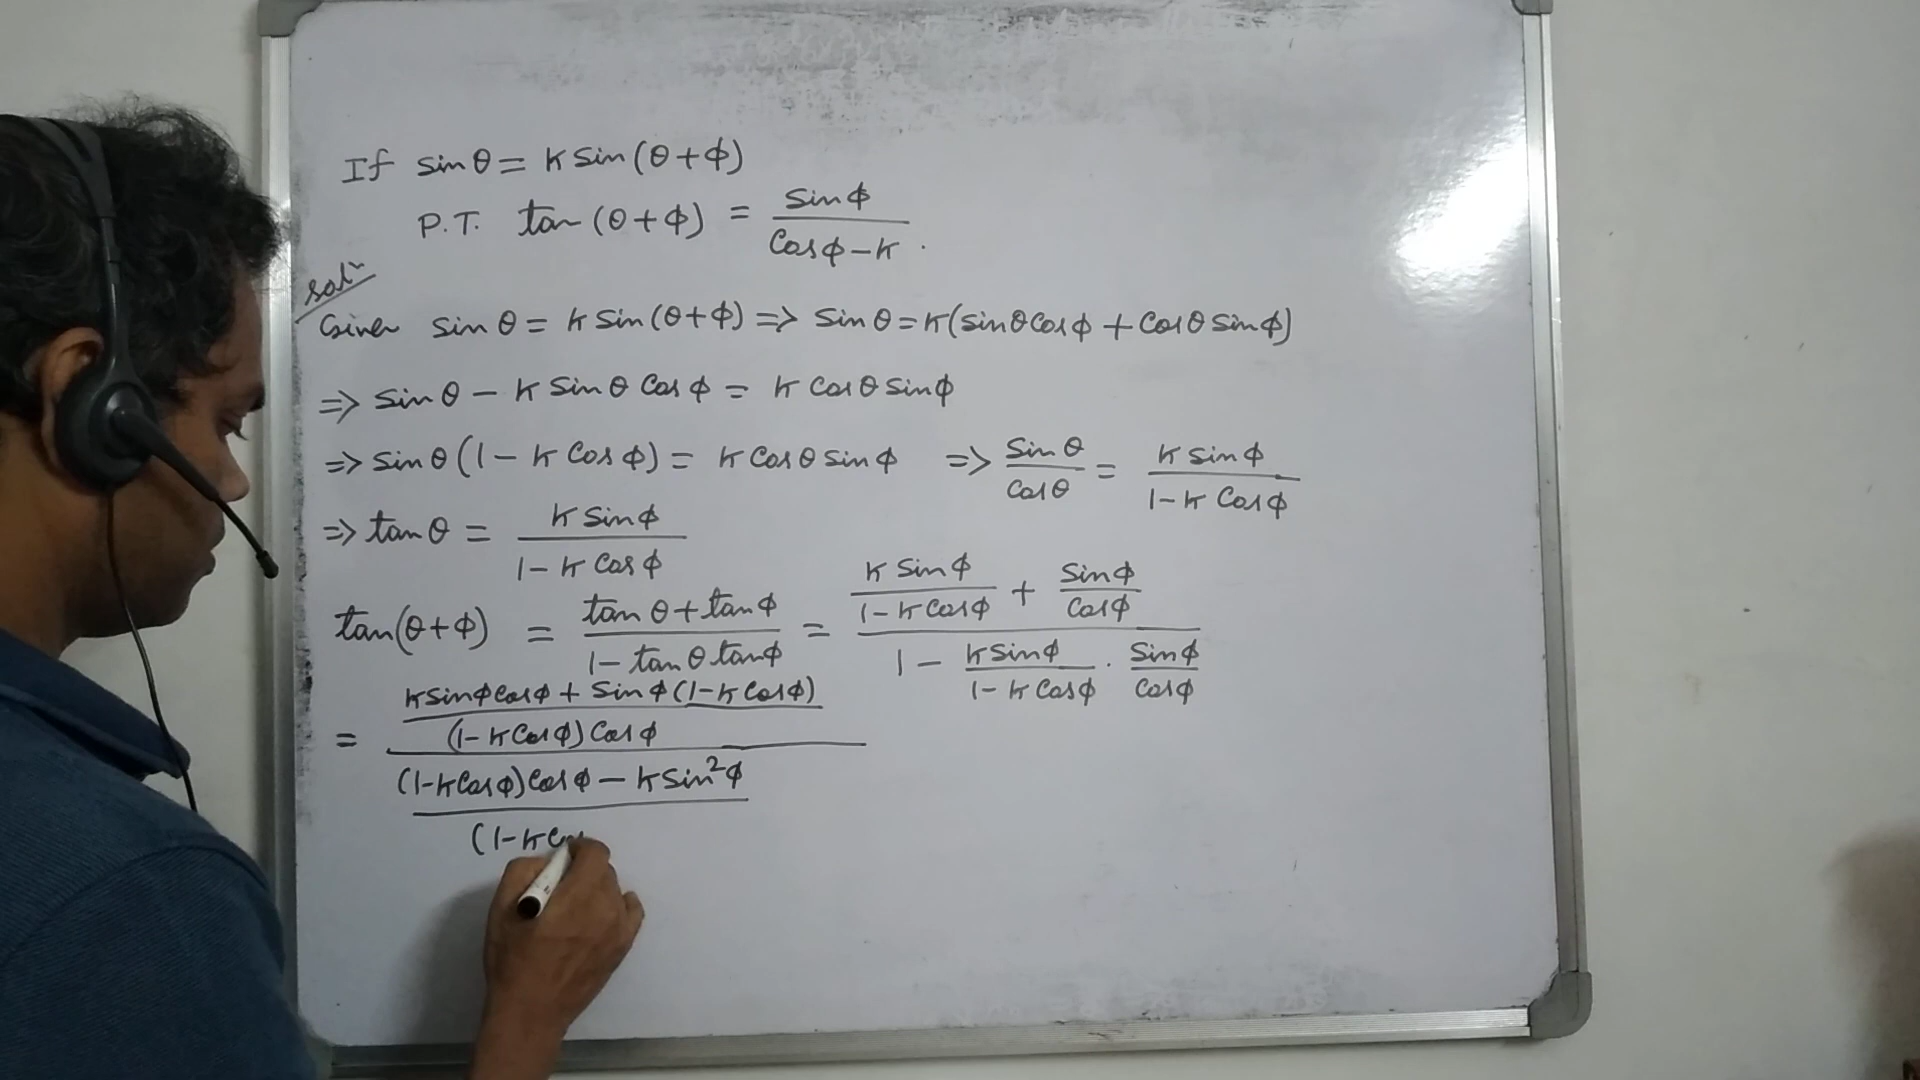 If sinθ = K sin(θ+ϕ)
P.T. tan(θ+ϕ) = sinϕ / (Cosϕ−K) .
Solⁿ
Given sinθ = K sin(θ+ϕ) => sinθ = K(sinθ Cosϕ + Cosθ sinϕ)
=> sinθ − K sinθ Cosϕ = K Cosθ sinϕ
=> sinθ (1 − K Cosϕ) = K Cosθ sinϕ => sinθ / Cosθ = K sinϕ / (1−K Cosϕ)
=> tanθ = K sinϕ / (1−K Cosϕ)
tan(θ+ϕ) = (tanθ + tanϕ) / (1− tanθ tanϕ) = (K sinϕ / (1−K Cosϕ) + sinϕ / Cosϕ) / (1 − K sinϕ / (1−K Cosϕ) . sinϕ / Cosϕ)
= ((K sinϕ Cosϕ + sinϕ (1−K Cosϕ)) / ((1−K Cosϕ) Cosϕ)) / (((1−K Cosϕ) Cosϕ − K sin²ϕ) / (1−K Cos